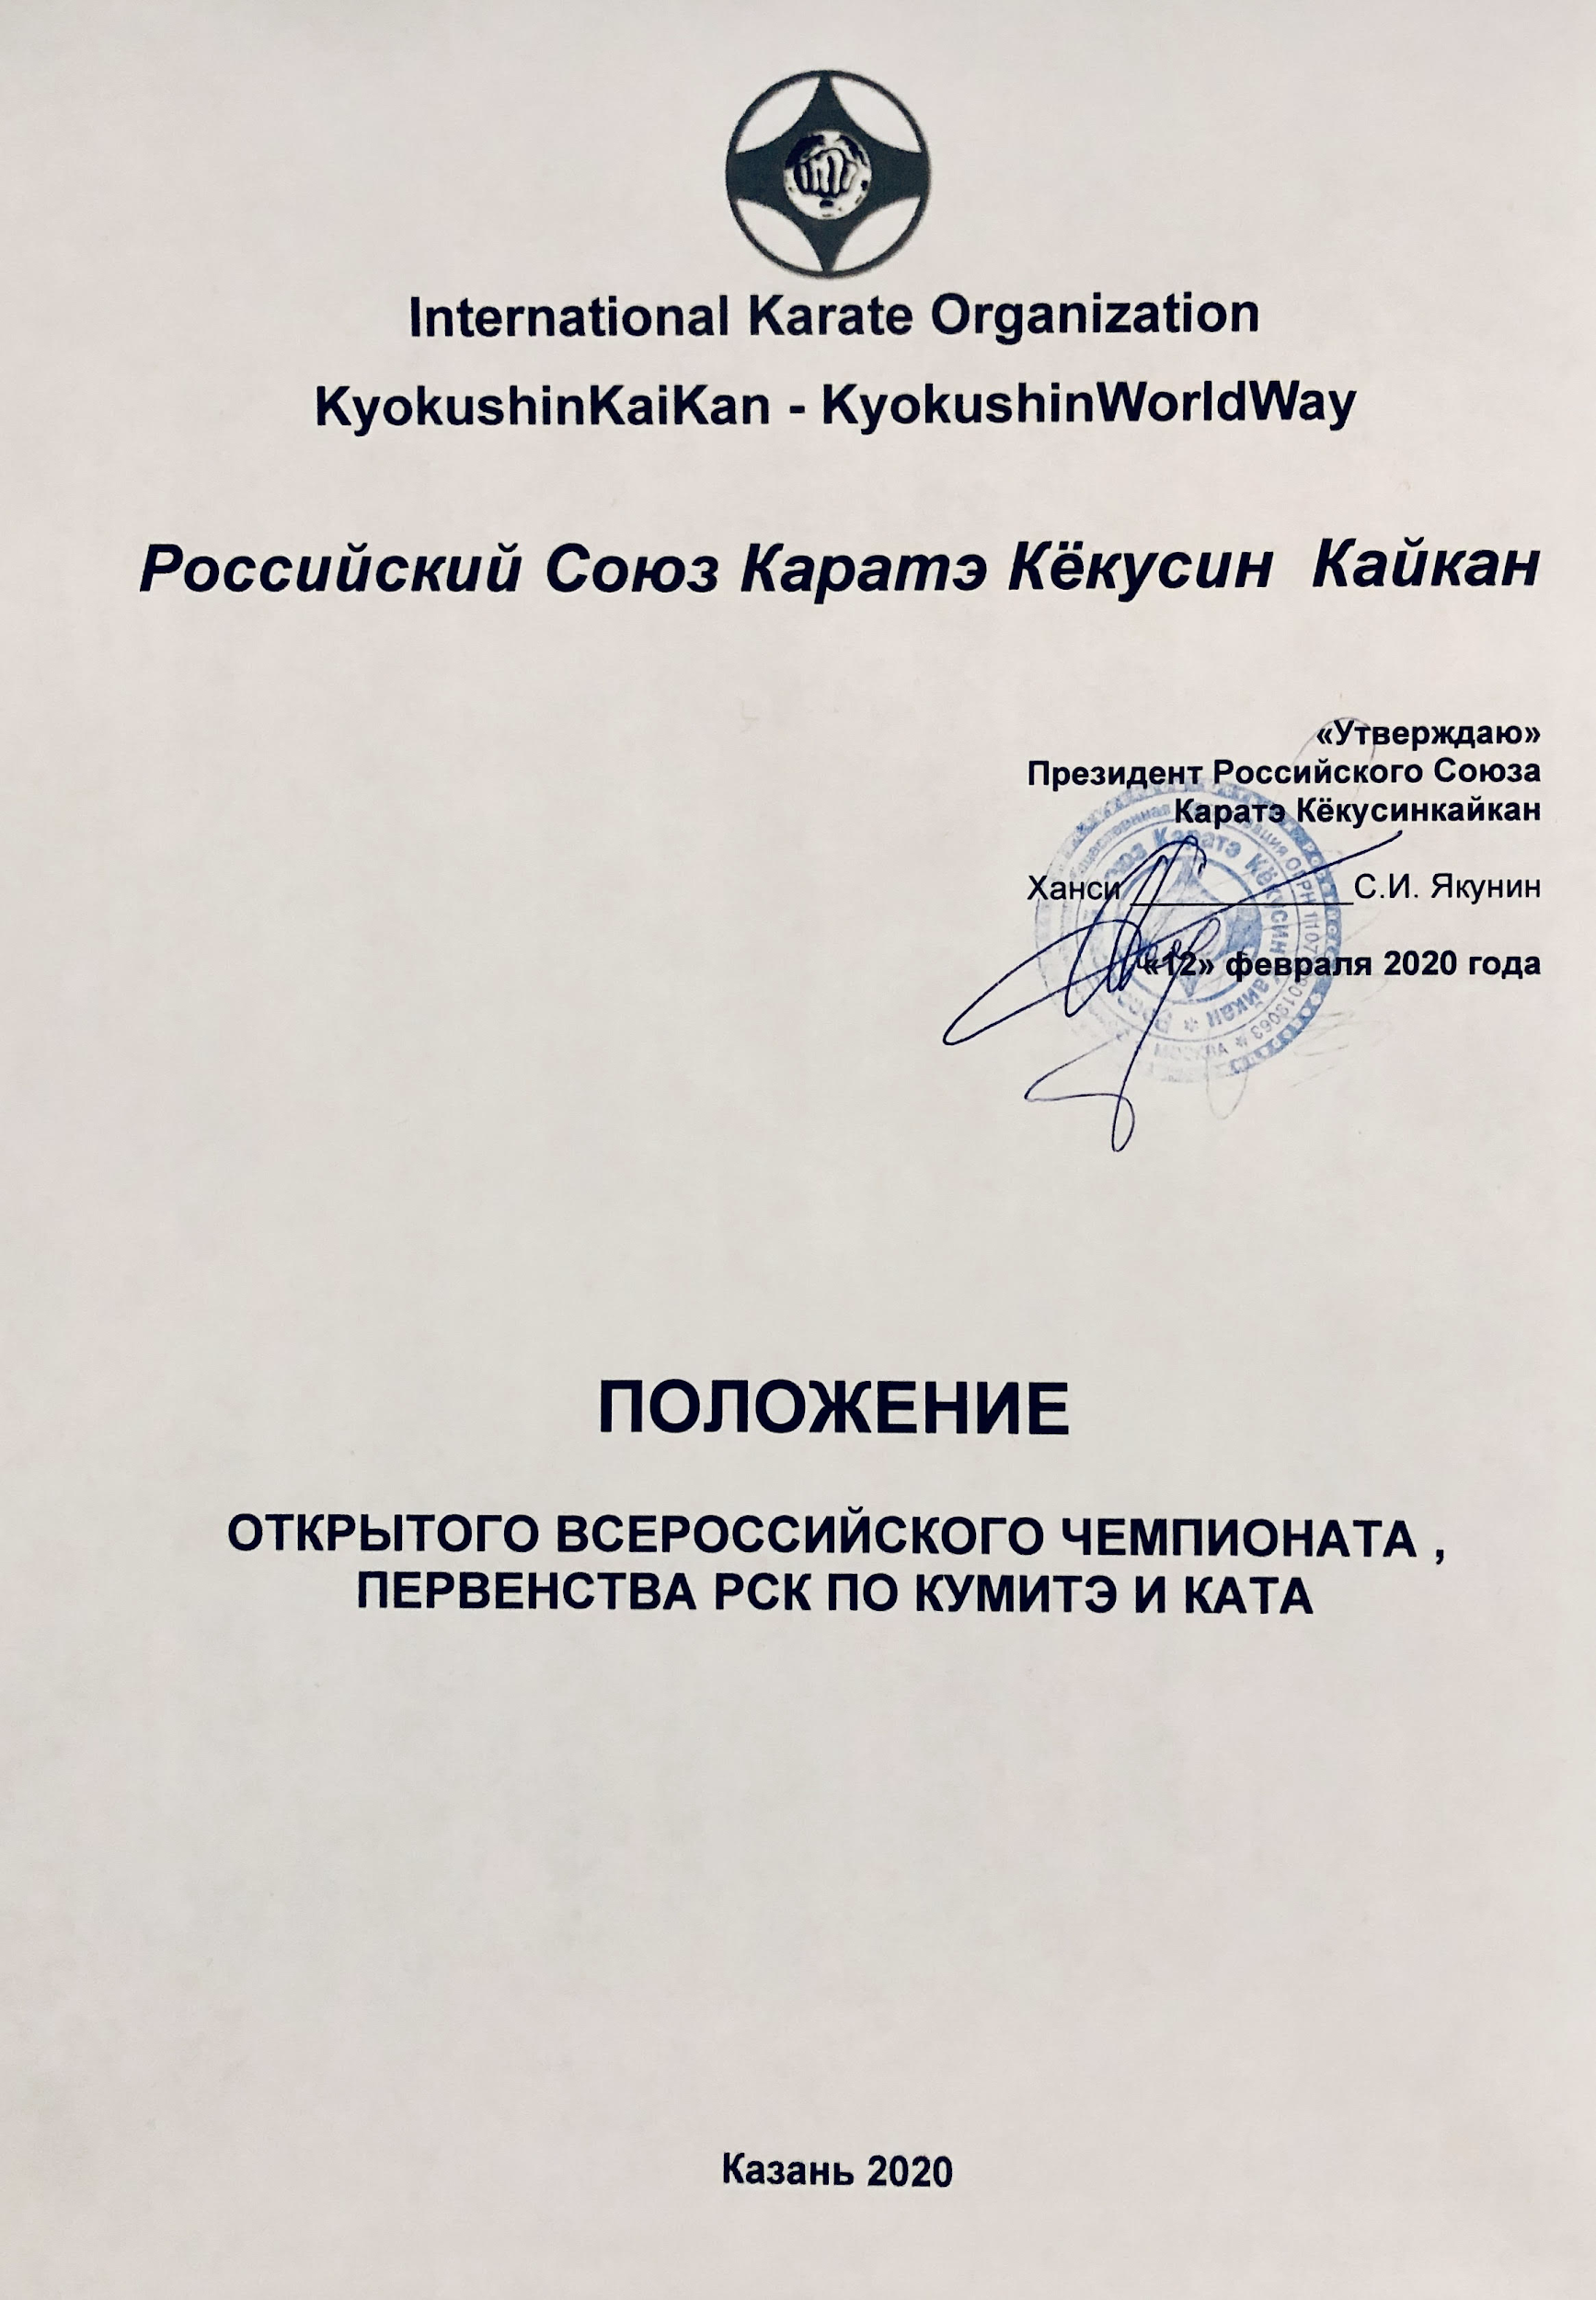 International Karate Organization
KyokushinKaiKan - KyokushinWorldWay
Российский Союз Каратэ Кёкусин Кайкан
«Утверждаю»
Президент Российского Союза
Каратэ Кёкусинкайкан
Ханси ____________С.И. Якунин
«12» февраля 2020 года
ПОЛОЖЕНИЕ
ОТКРЫТОГО ВСЕРОССИЙСКОГО ЧЕМПИОНАТА ,
ПЕРВЕНСТВА РСК ПО КУМИТЭ И КАТА
Казань 2020